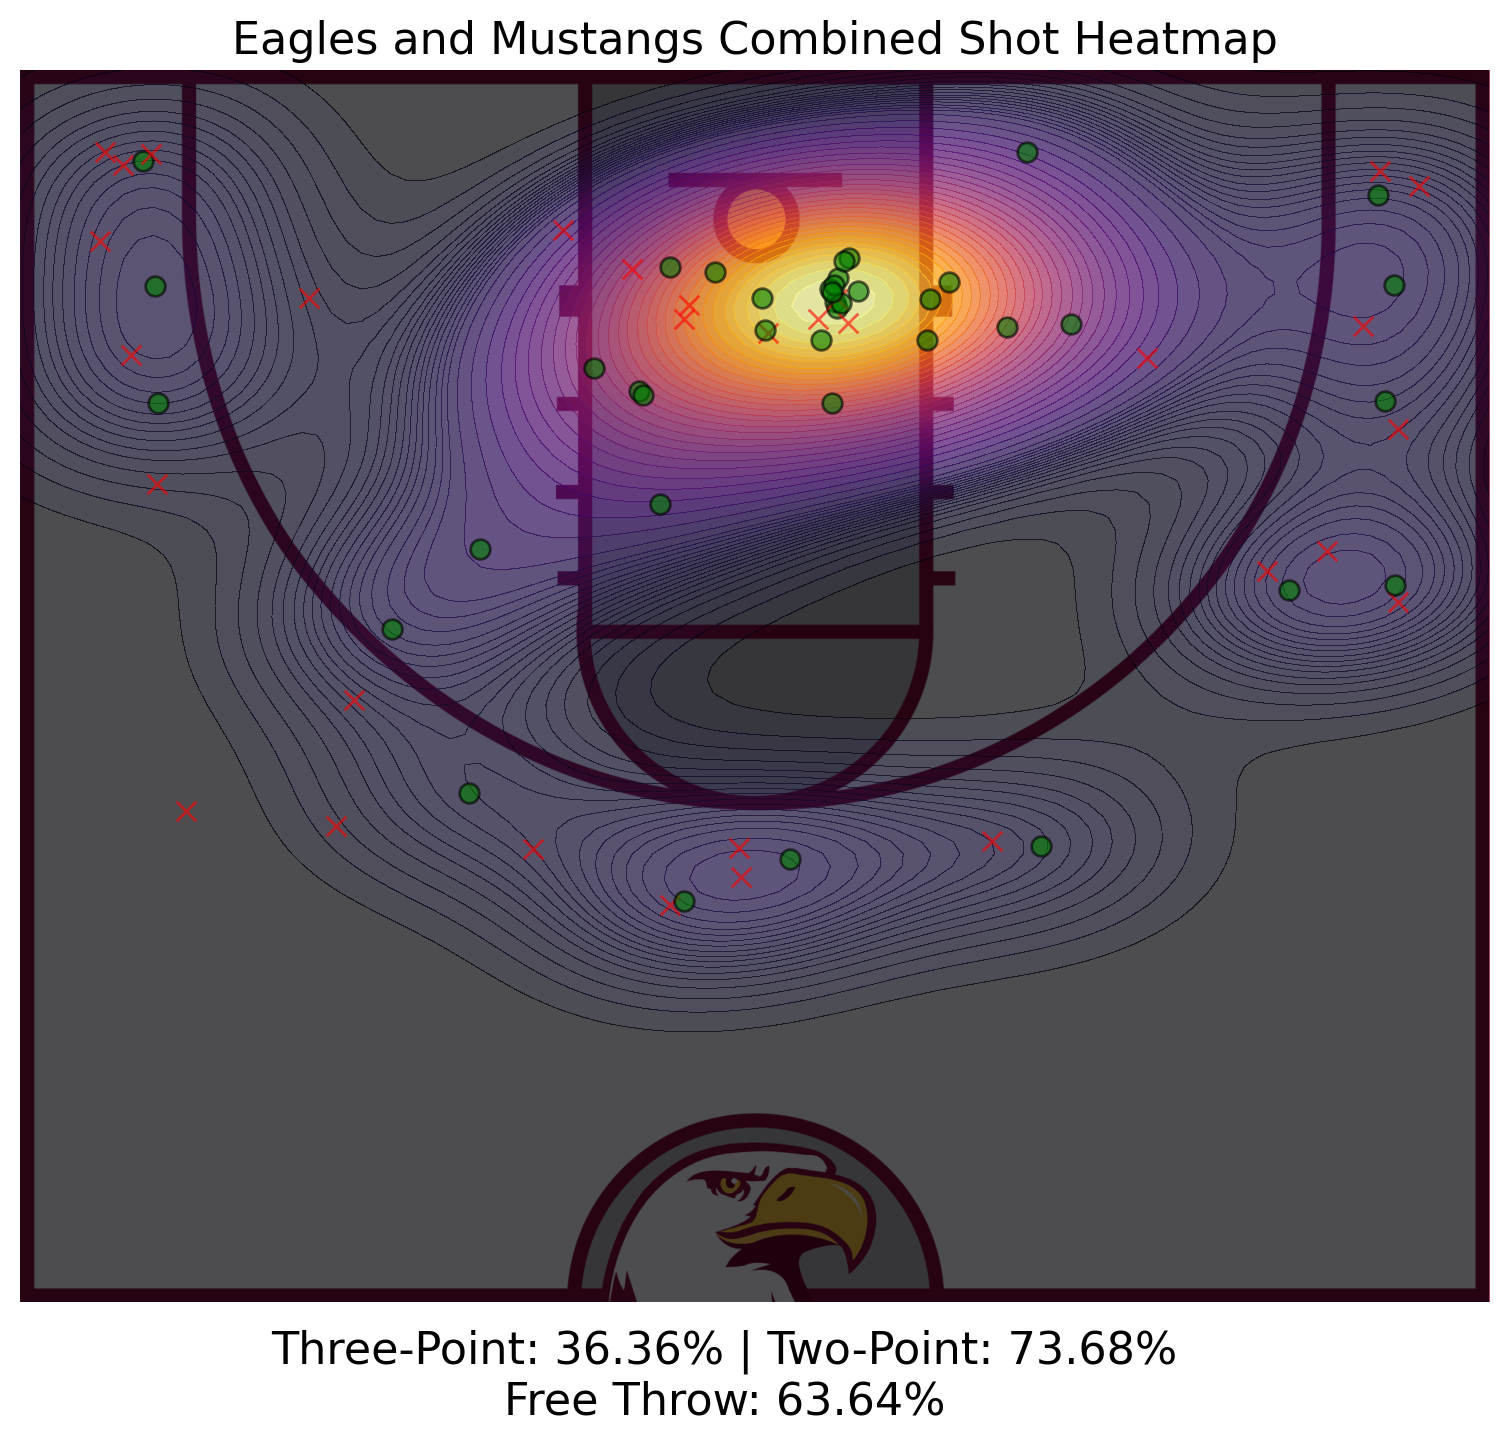 Eagles and Mustangs Combined Shot Heatmap
Three-Point: 36.36% | Two-Point: 73.68%
Free Throw: 63.64%